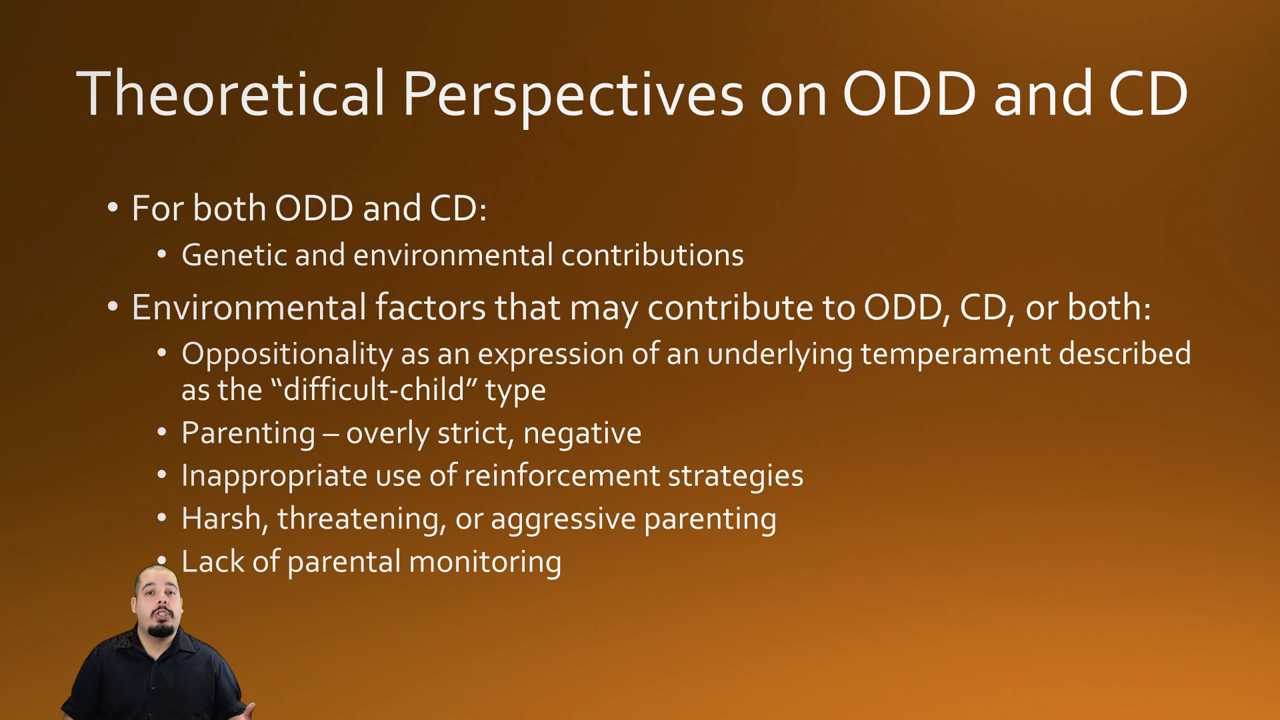 Theoretical Perspectives on ODD and CD
• For both ODD and CD:
• Genetic and environmental contributions
• Environmental factors that may contribute to ODD, CD, or both:
• Oppositionality as an expression of an underlying temperament described
as the “difficult-child” type
• Parenting – overly strict, negative
• Inappropriate use of reinforcement strategies
• Harsh, threatening, or aggressive parenting
• Lack of parental monitoring